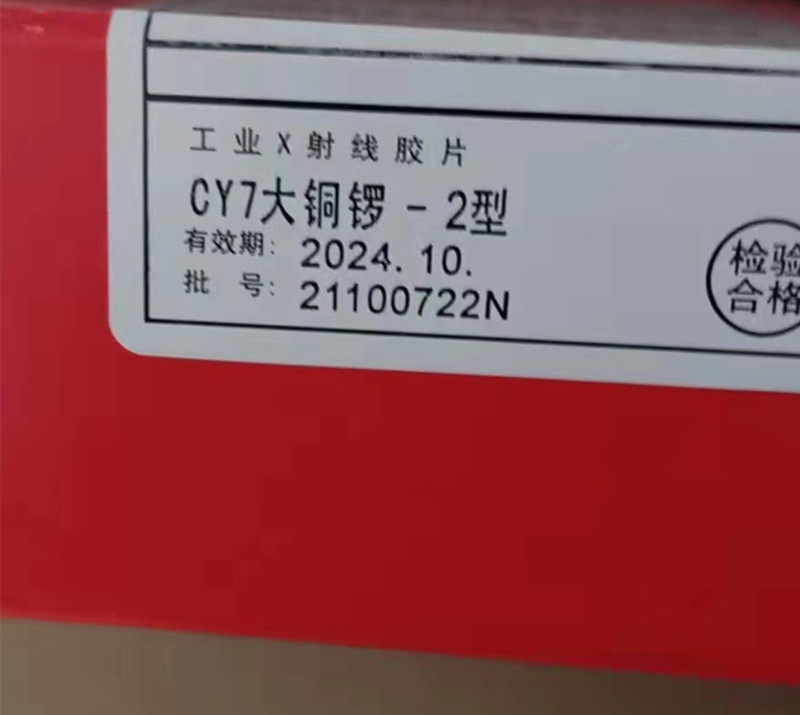 工业X射线胶片
CY7大铜锣-2型
有效期: 2024.10.
批 号: 21100722N
检验
合格